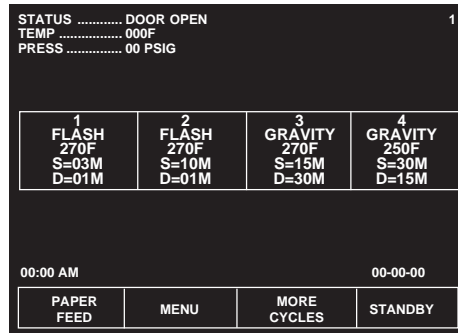 STATUS ............ DOOR OPEN 1
TEMP ................. 000F
PRESS ............... 00 PSIG
1 2 3 4
FLASH FLASH GRAVITY GRAVITY
270F 270F 270F 250F
S=03M S=10M S=15M S=30M
D=01M D=01M D=30M D=15M
00:00 AM 00-00-00
PAPER FEED MENU MORE CYCLES STANDBY